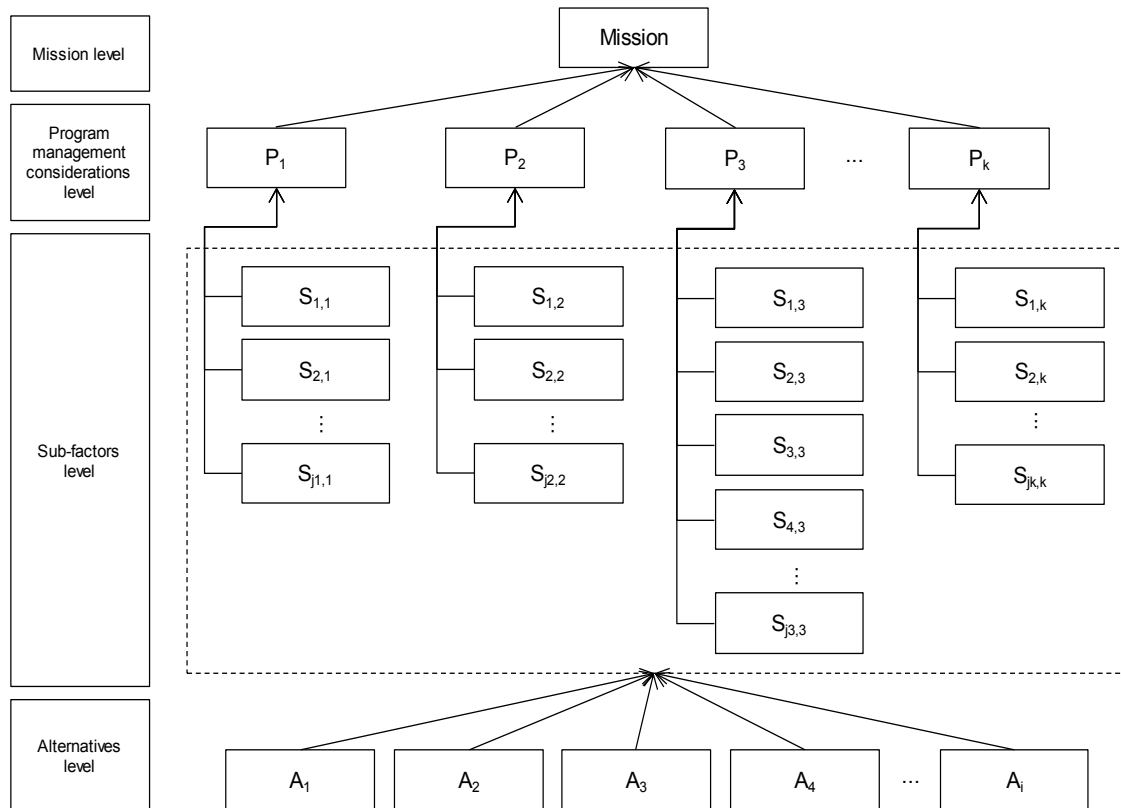 Mission level
Mission
Program
management
considerations
level
P1
P2
P3
...
Pk
Sub-factors
level
S1,1
S2,1
⋮
Sj1,1
S1,2
S2,2
⋮
Sj2,2
S1,3
S2,3
S3,3
S4,3
⋮
Sj3,3
S1,k
S2,k
⋮
Sjk,k
Alternatives
level
A1
A2
A3
A4
...
Ai